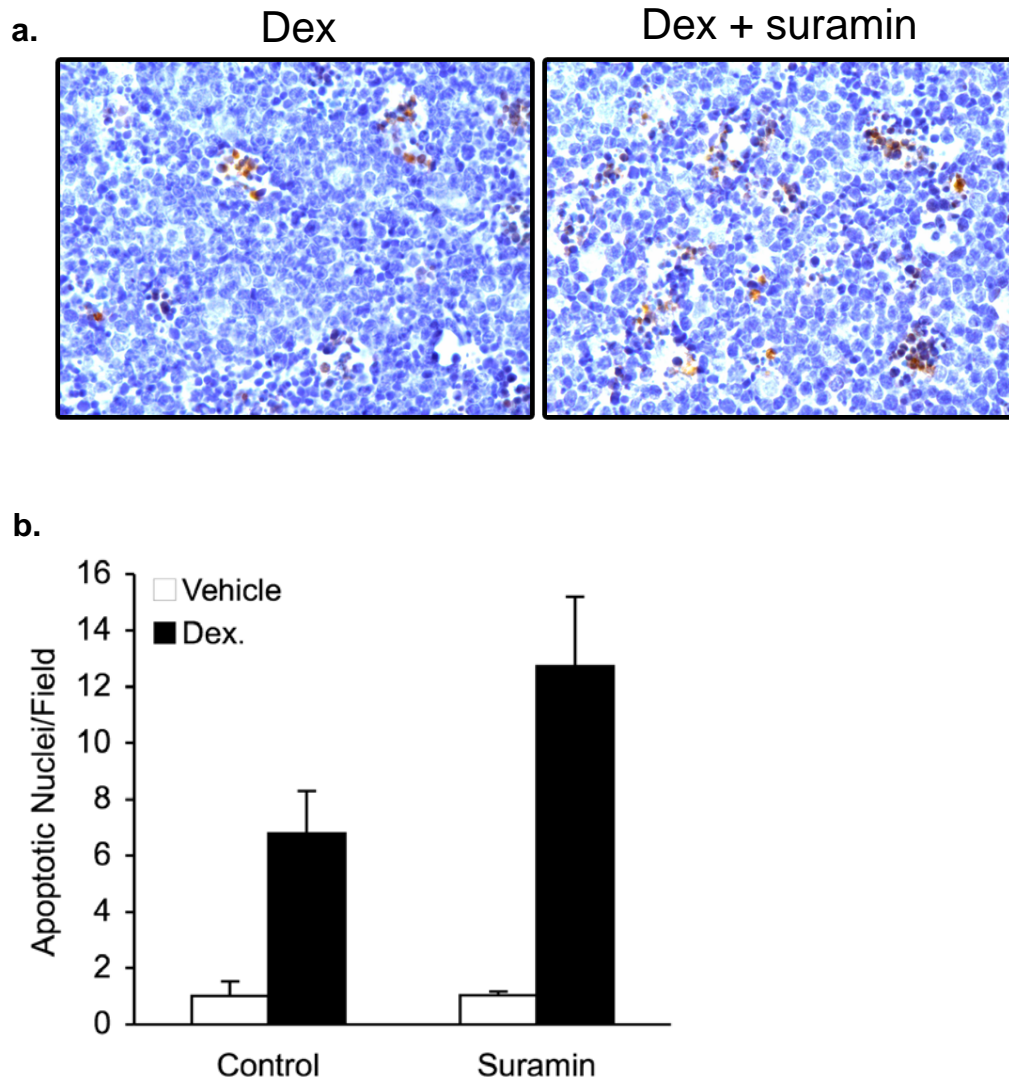 a.
Dex
Dex + suramin
b.
16
14
12
10
8
6
4
2
0
Apoptotic Nuclei/Field
Vehicle
Dex.
Control
Suramin